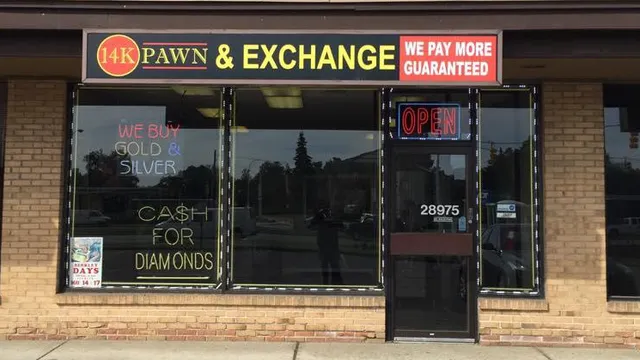 14K PAWN & EXCHANGE
WE PAY MORE
GUARANTEED
OPEN
WE BUY
GOLD &
SILVER
CA$H
FOR
DIAMONDS
28975
DAYS